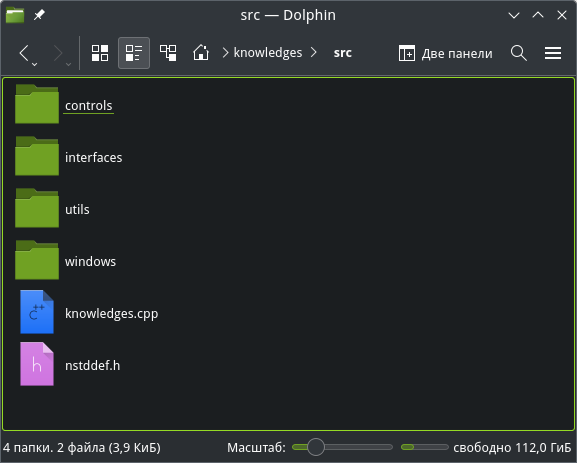 src — Dolphin
knowledges
src
Две панели
controls
interfaces
utils
windows
C++
knowledges.cpp
h
nstddef.h
4 папки. 2 файла (3,9 КиБ)
Масштаб:
свободно 112,0 ГиБ